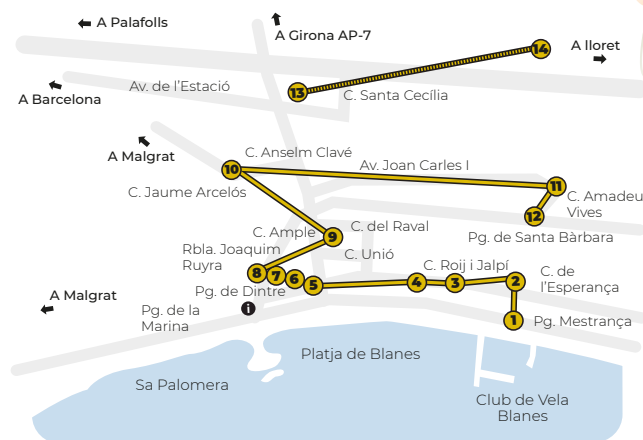 A Palafolls
A Girona AP-7
14
A lloret
Av. de l'Estació
13
C. Santa Cecília
A Barcelona
A Malgrat
C. Anselm Clavé
10
Av. Joan Carles I
C. Jaume Arcelós
11
C. Amadeu
Vives
12
C. Ample
9
C. del Raval
Pg. de Santa Bàrbara
Rbla. Joaquim
Ruyra
C. Unió
8
7
6
5
4
3
2
C. Roij i Jalpí
C. de
l'Esperança
A Malgrat
Pg. de Dintre
i
Pg. de la
Marina
1
Pg. Mestrança
Platja de Blanes
Sa Palomera
Club de Vela
Blanes